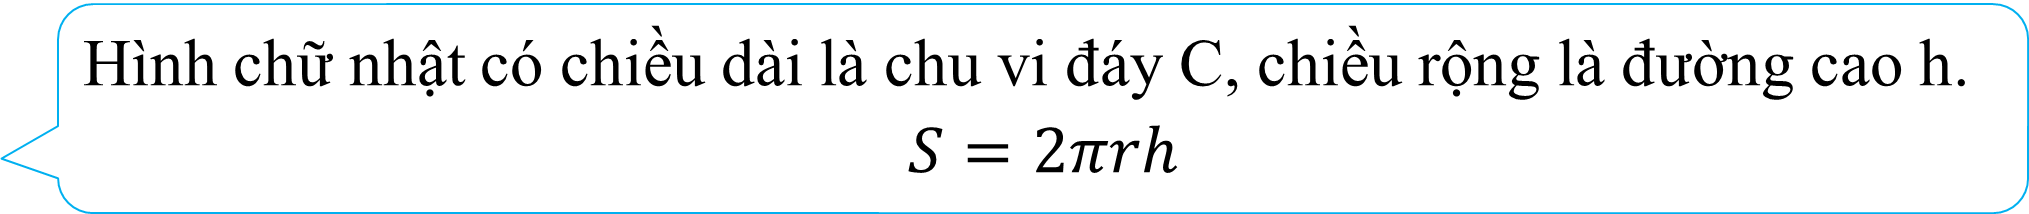 Hình chữ nhật có chiều dài là chu vi đáy C, chiều rộng là đường cao h.
𝑆 = 2𝜋𝑟ℎ